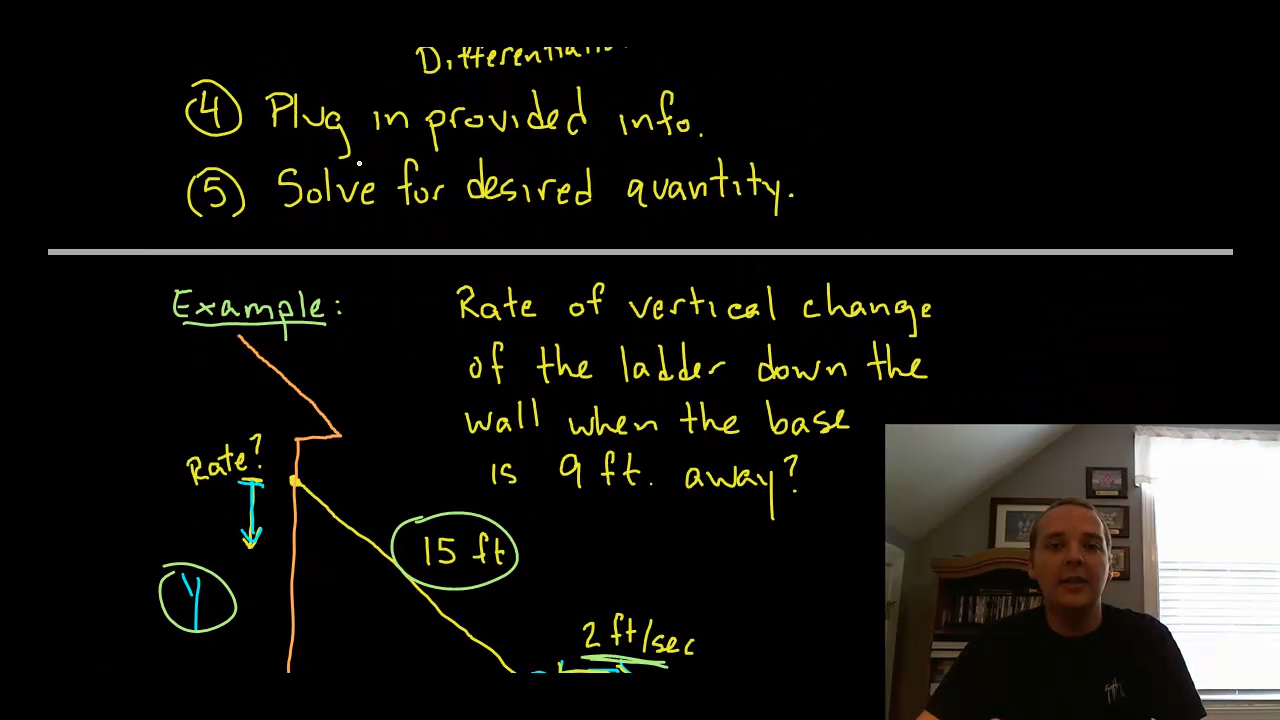 ④ Plug in provided info.
⑤ Solve for desired quantity.
Example:
Rate of vertical change
of the ladder down the
wall when the base
is 9 ft. away?
Rate?
15 ft
Y
2 ft/sec